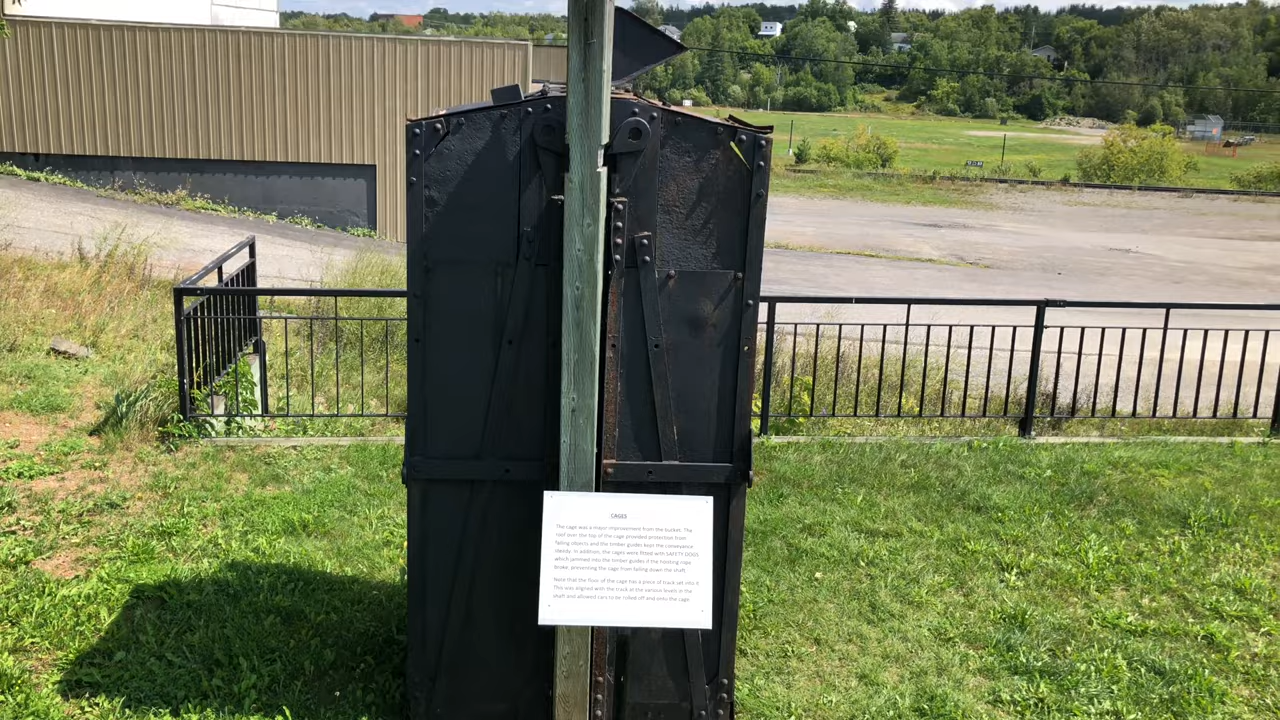 CAGES
The cage was a major improvement from the bucket. The
roof over the top of the cage provided protection from
falling objects and the timber guides kept the conveyance
steady. In addition, the cages were fitted with SAFETY DOGS
which jammed into the timber guides if the hoisting rope
broke, preventing the cage from falling down the shaft.
Note that the floor of the cage has a piece of track set into it.
This was aligned with the track at the various levels in the
shaft and allowed cars to be rolled off and onto the cage.